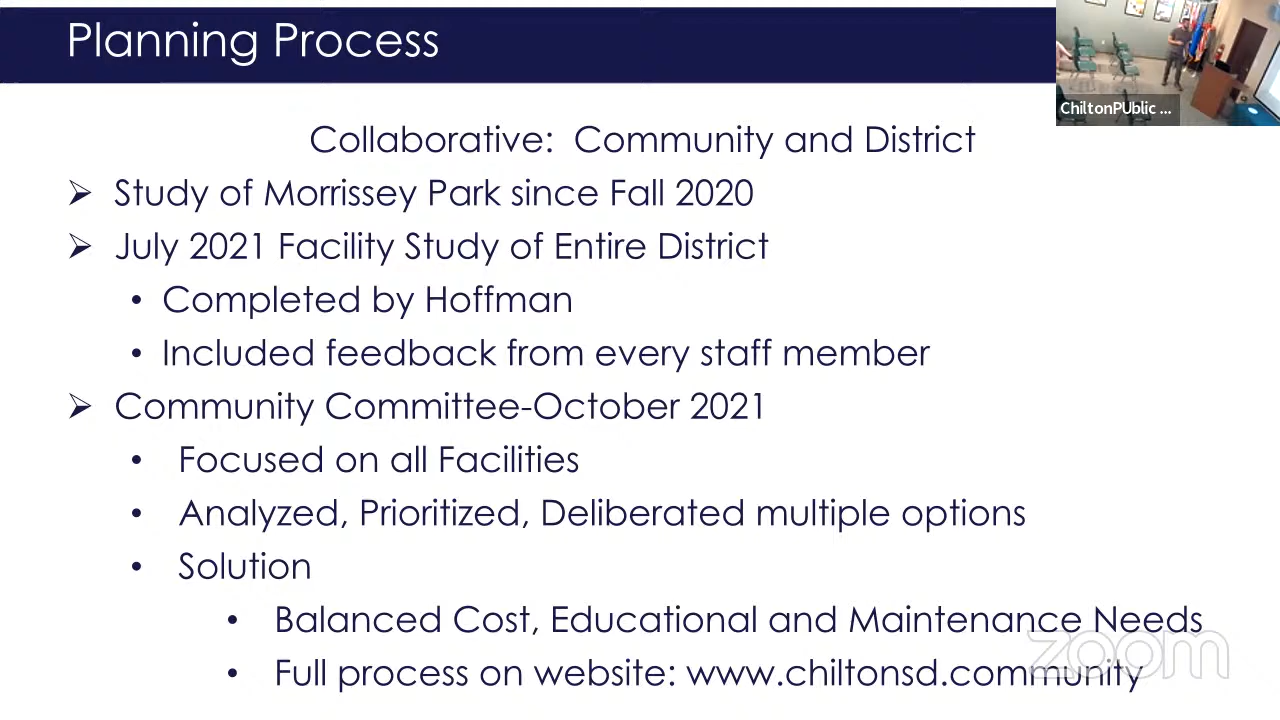 Planning Process
ChiltonPUblic ...
Collaborative: Community and District
➢ Study of Morrissey Park since Fall 2020
➢ July 2021 Facility Study of Entire District
• Completed by Hoffman
• Included feedback from every staff member
➢ Community Committee-October 2021
• Focused on all Facilities
• Analyzed, Prioritized, Deliberated multiple options
• Solution
• Balanced Cost, Educational and Maintenance Needs
• Full process on website: www.chiltonsd.community
zoom